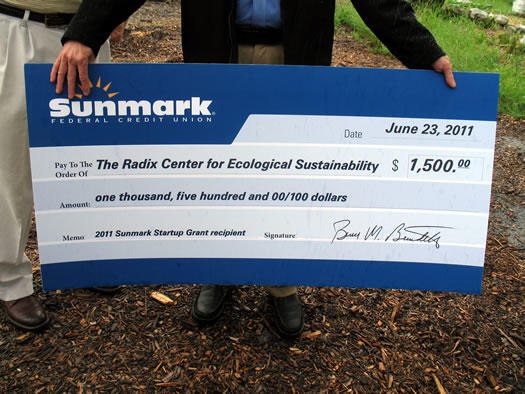 Sunmark®
FEDERAL CREDIT UNION
Date June 23, 2011
Pay To The
Order Of The Radix Center for Ecological Sustainability $ 1,500.00
Amount: one thousand, five hundred and 00/100 dollars
Memo: 2011 Sunmark Startup Grant recipient Signature